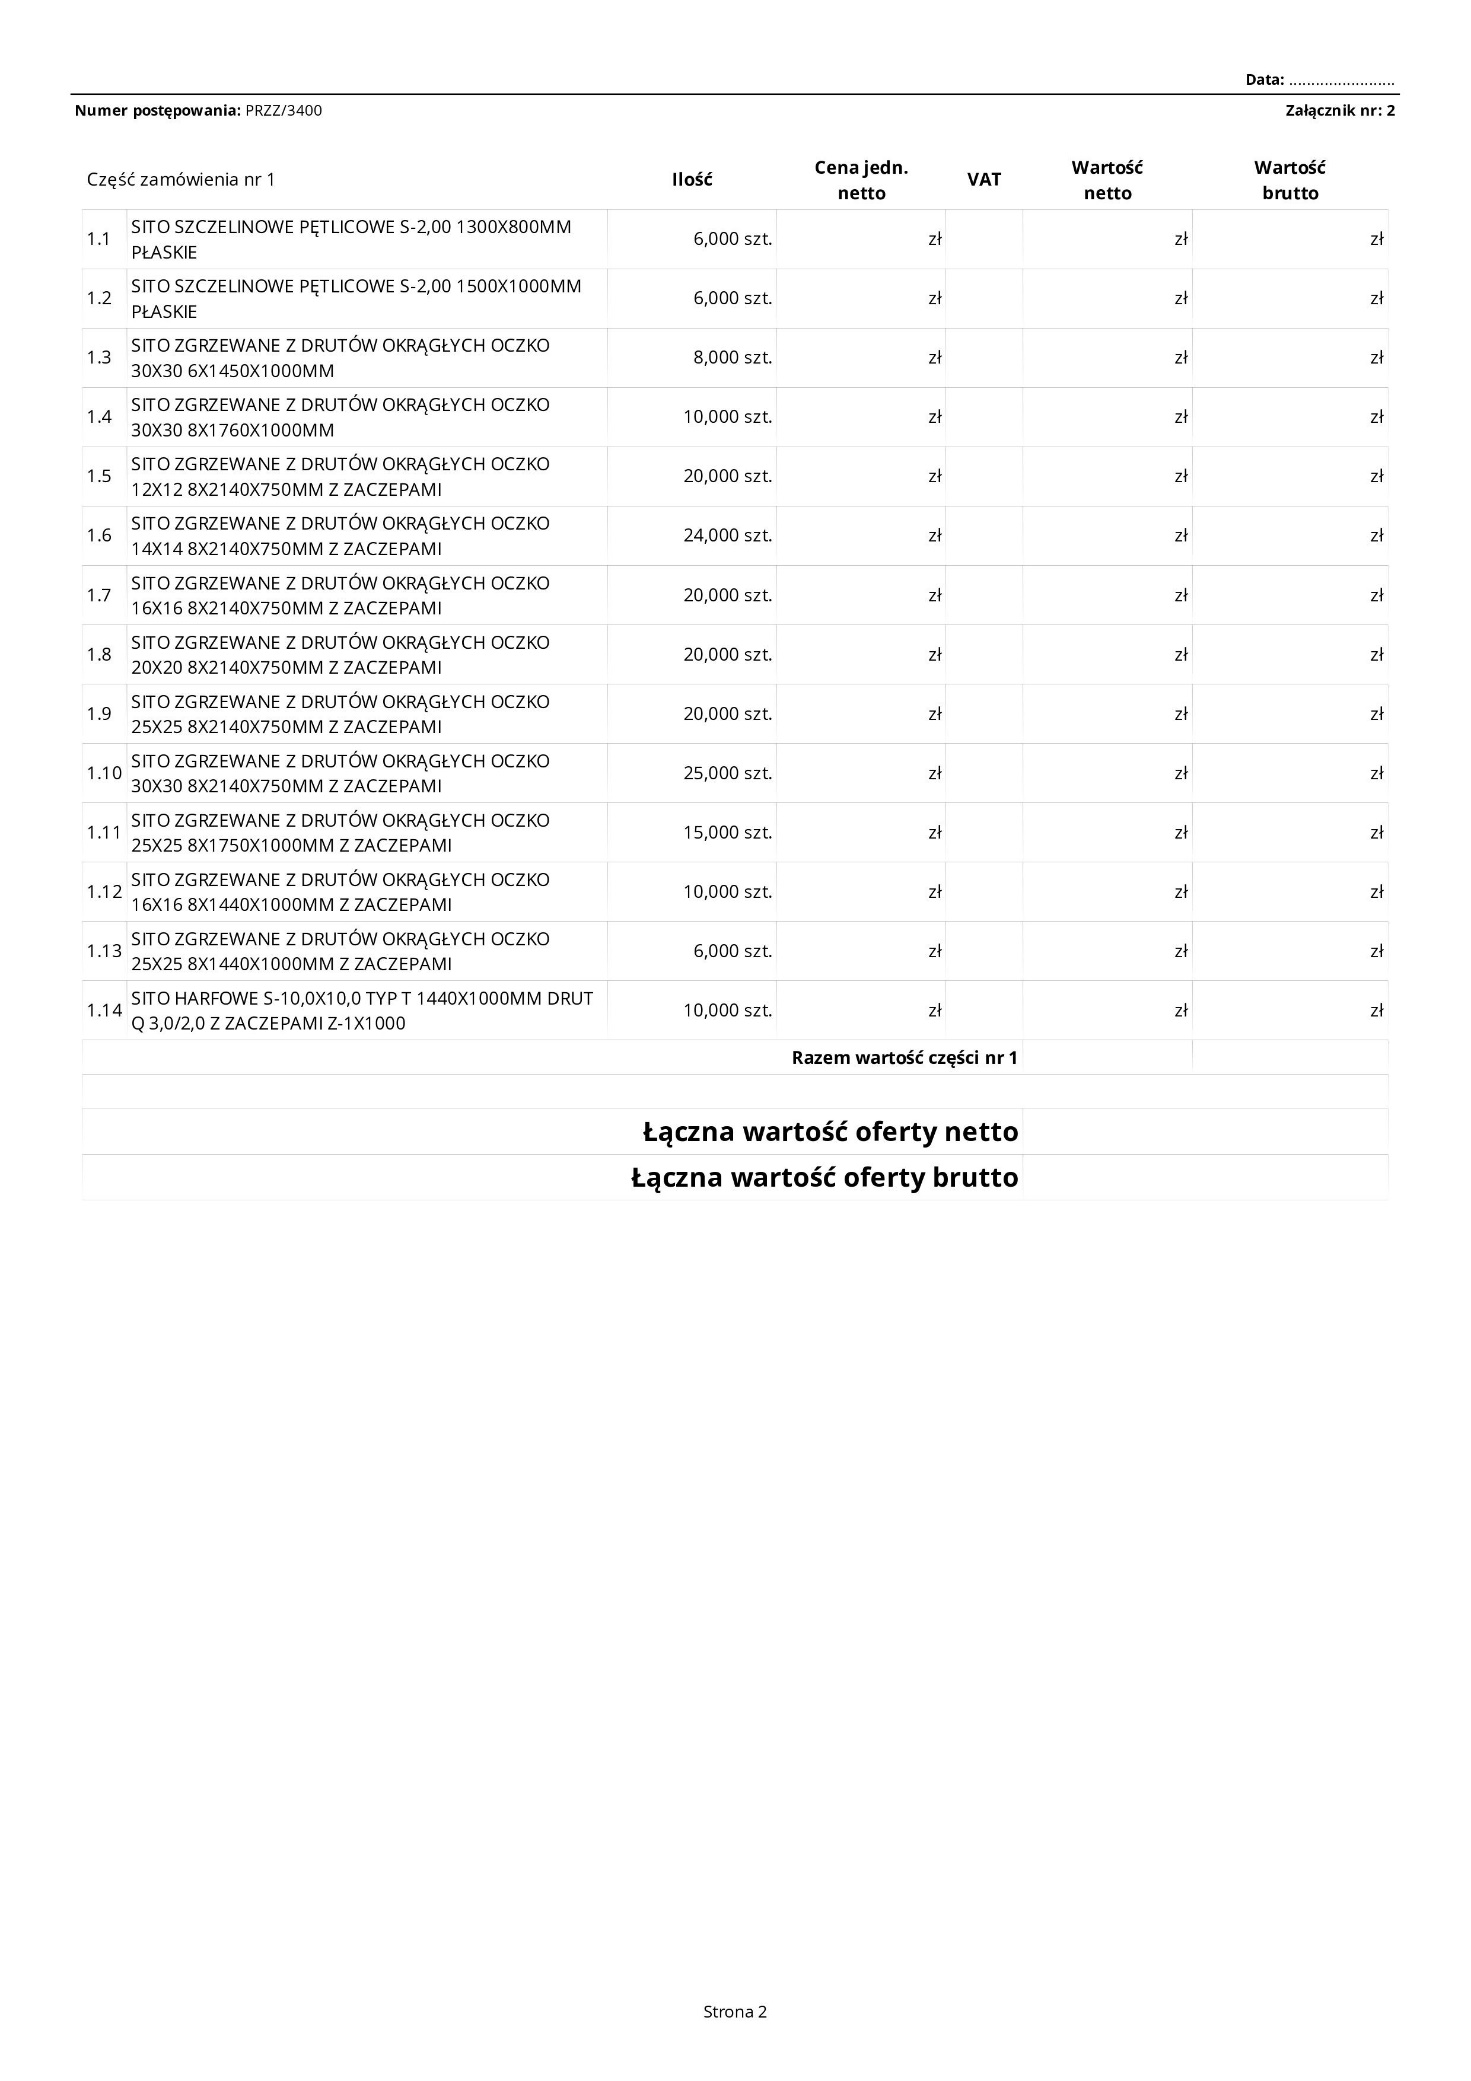 Data: ........................
Numer postępowania: PRZZ/3400 Załącznik nr: 2
Część zamówienia nr 1 Ilość Cena jedn. netto VAT Wartość netto Wartość brutto
1.1 SITO SZCZELINOWE PĘTLICOWE S-2,00 1300X800MM
PŁASKIE 6,000 szt. zł zł zł
1.2 SITO SZCZELINOWE PĘTLICOWE S-2,00 1500X1000MM
PŁASKIE 6,000 szt. zł zł zł
1.3 SITO ZGRZEWANE Z DRUTÓW OKRĄGŁYCH OCZKO
30X30 6X1450X1000MM 8,000 szt. zł zł zł
1.4 SITO ZGRZEWANE Z DRUTÓW OKRĄGŁYCH OCZKO
30X30 8X1760X1000MM 10,000 szt. zł zł zł
1.5 SITO ZGRZEWANE Z DRUTÓW OKRĄGŁYCH OCZKO
12X12 8X2140X750MM Z ZACZEPAMI 20,000 szt. zł zł zł
1.6 SITO ZGRZEWANE Z DRUTÓW OKRĄGŁYCH OCZKO
14X14 8X2140X750MM Z ZACZEPAMI 24,000 szt. zł zł zł
1.7 SITO ZGRZEWANE Z DRUTÓW OKRĄGŁYCH OCZKO
16X16 8X2140X750MM Z ZACZEPAMI 20,000 szt. zł zł zł
1.8 SITO ZGRZEWANE Z DRUTÓW OKRĄGŁYCH OCZKO
20X20 8X2140X750MM Z ZACZEPAMI 20,000 szt. zł zł zł
1.9 SITO ZGRZEWANE Z DRUTÓW OKRĄGŁYCH OCZKO
25X25 8X2140X750MM Z ZACZEPAMI 20,000 szt. zł zł zł
1.10 SITO ZGRZEWANE Z DRUTÓW OKRĄGŁYCH OCZKO
30X30 8X2140X750MM Z ZACZEPAMI 25,000 szt. zł zł zł
1.11 SITO ZGRZEWANE Z DRUTÓW OKRĄGŁYCH OCZKO
25X25 8X1750X1000MM Z ZACZEPAMI 15,000 szt. zł zł zł
1.12 SITO ZGRZEWANE Z DRUTÓW OKRĄGŁYCH OCZKO
16X16 8X1440X1000MM Z ZACZEPAMI 10,000 szt. zł zł zł
1.13 SITO ZGRZEWANE Z DRUTÓW OKRĄGŁYCH OCZKO
25X25 8X1440X1000MM Z ZACZEPAMI 6,000 szt. zł zł zł
1.14 SITO HARFOWE S-10,0X10,0 TYP T 1440X1000MM DRUT
Q 3,0/2,0 Z ZACZEPAMI Z-1X1000 10,000 szt. zł zł zł
Razem wartość części nr 1
Łączna wartość oferty netto
Łączna wartość oferty brutto
Strona 2